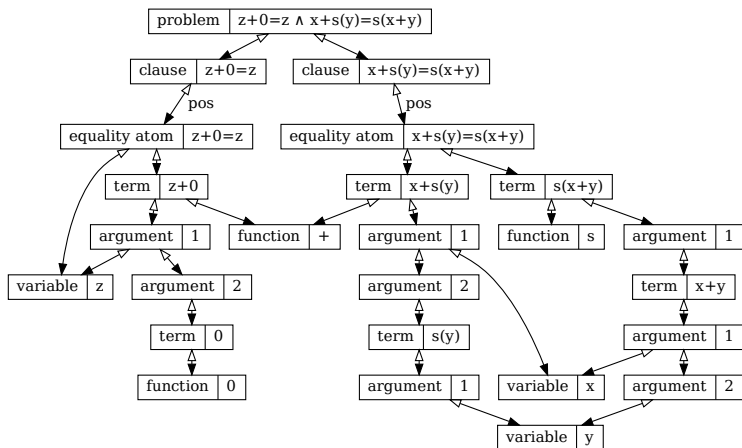 problem z+0=z ∧ x+s(y)=s(x+y)
clause z+0=z clause x+s(y)=s(x+y)
pos pos
equality atom z+0=z equality atom x+s(y)=s(x+y)
term z+0 term x+s(y) term s(x+y)
argument 1 function + argument 1 function s argument 1
variable z argument 2 argument 2 term x+y
term 0 term s(y) argument 1
function 0 argument 1 variable x argument 2
variable y